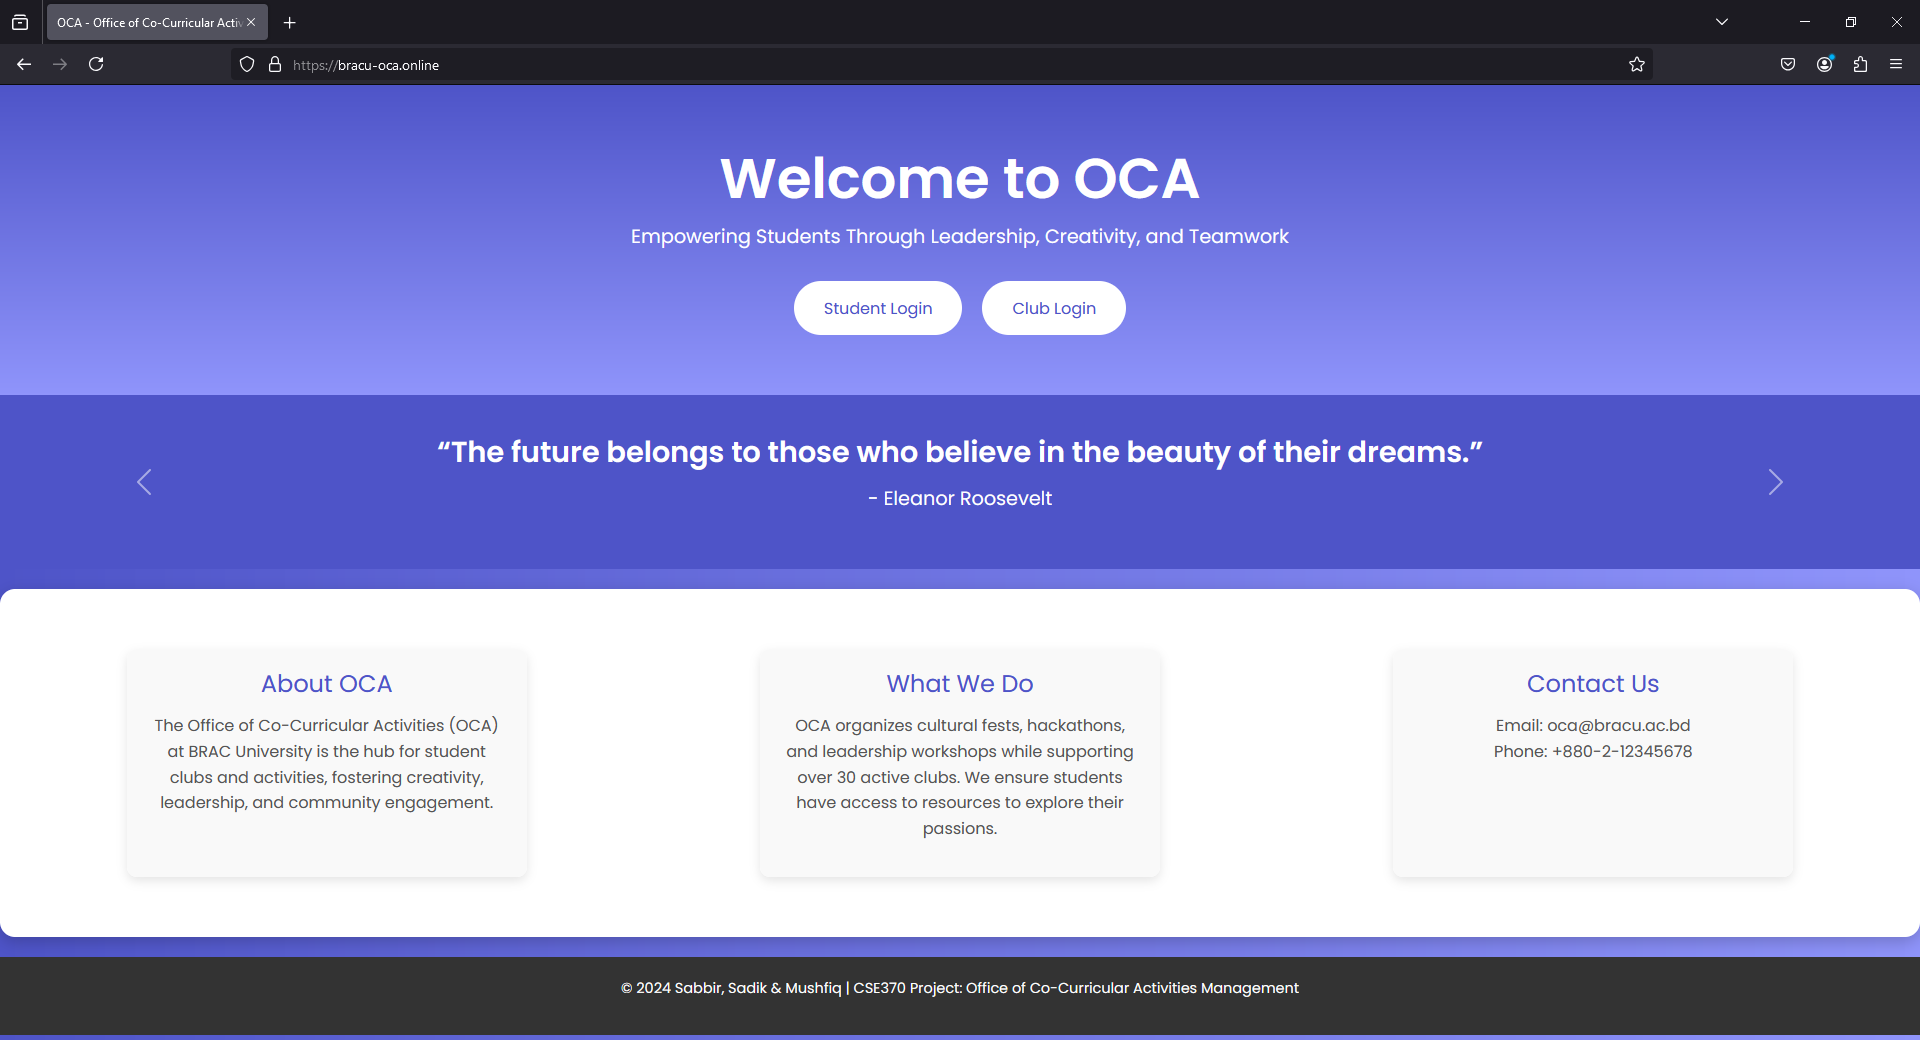 OCA - Office of Co-Curricular Activ
https://bracu-oca.online
Welcome to OCA
Empowering Students Through Leadership, Creativity, and Teamwork
Student Login
Club Login
“The future belongs to those who believe in the beauty of their dreams.”
- Eleanor Roosevelt
About OCA
The Office of Co-Curricular Activities (OCA)
at BRAC University is the hub for student
clubs and activities, fostering creativity,
leadership, and community engagement.
What We Do
OCA organizes cultural fests, hackathons,
and leadership workshops while supporting
over 30 active clubs. We ensure students
have access to resources to explore their
passions.
Contact Us
Email: oca@bracu.ac.bd
Phone: +880-2-12345678
© 2024 Sabbir, Sadik & Mushfiq | CSE370 Project: Office of Co-Curricular Activities Management